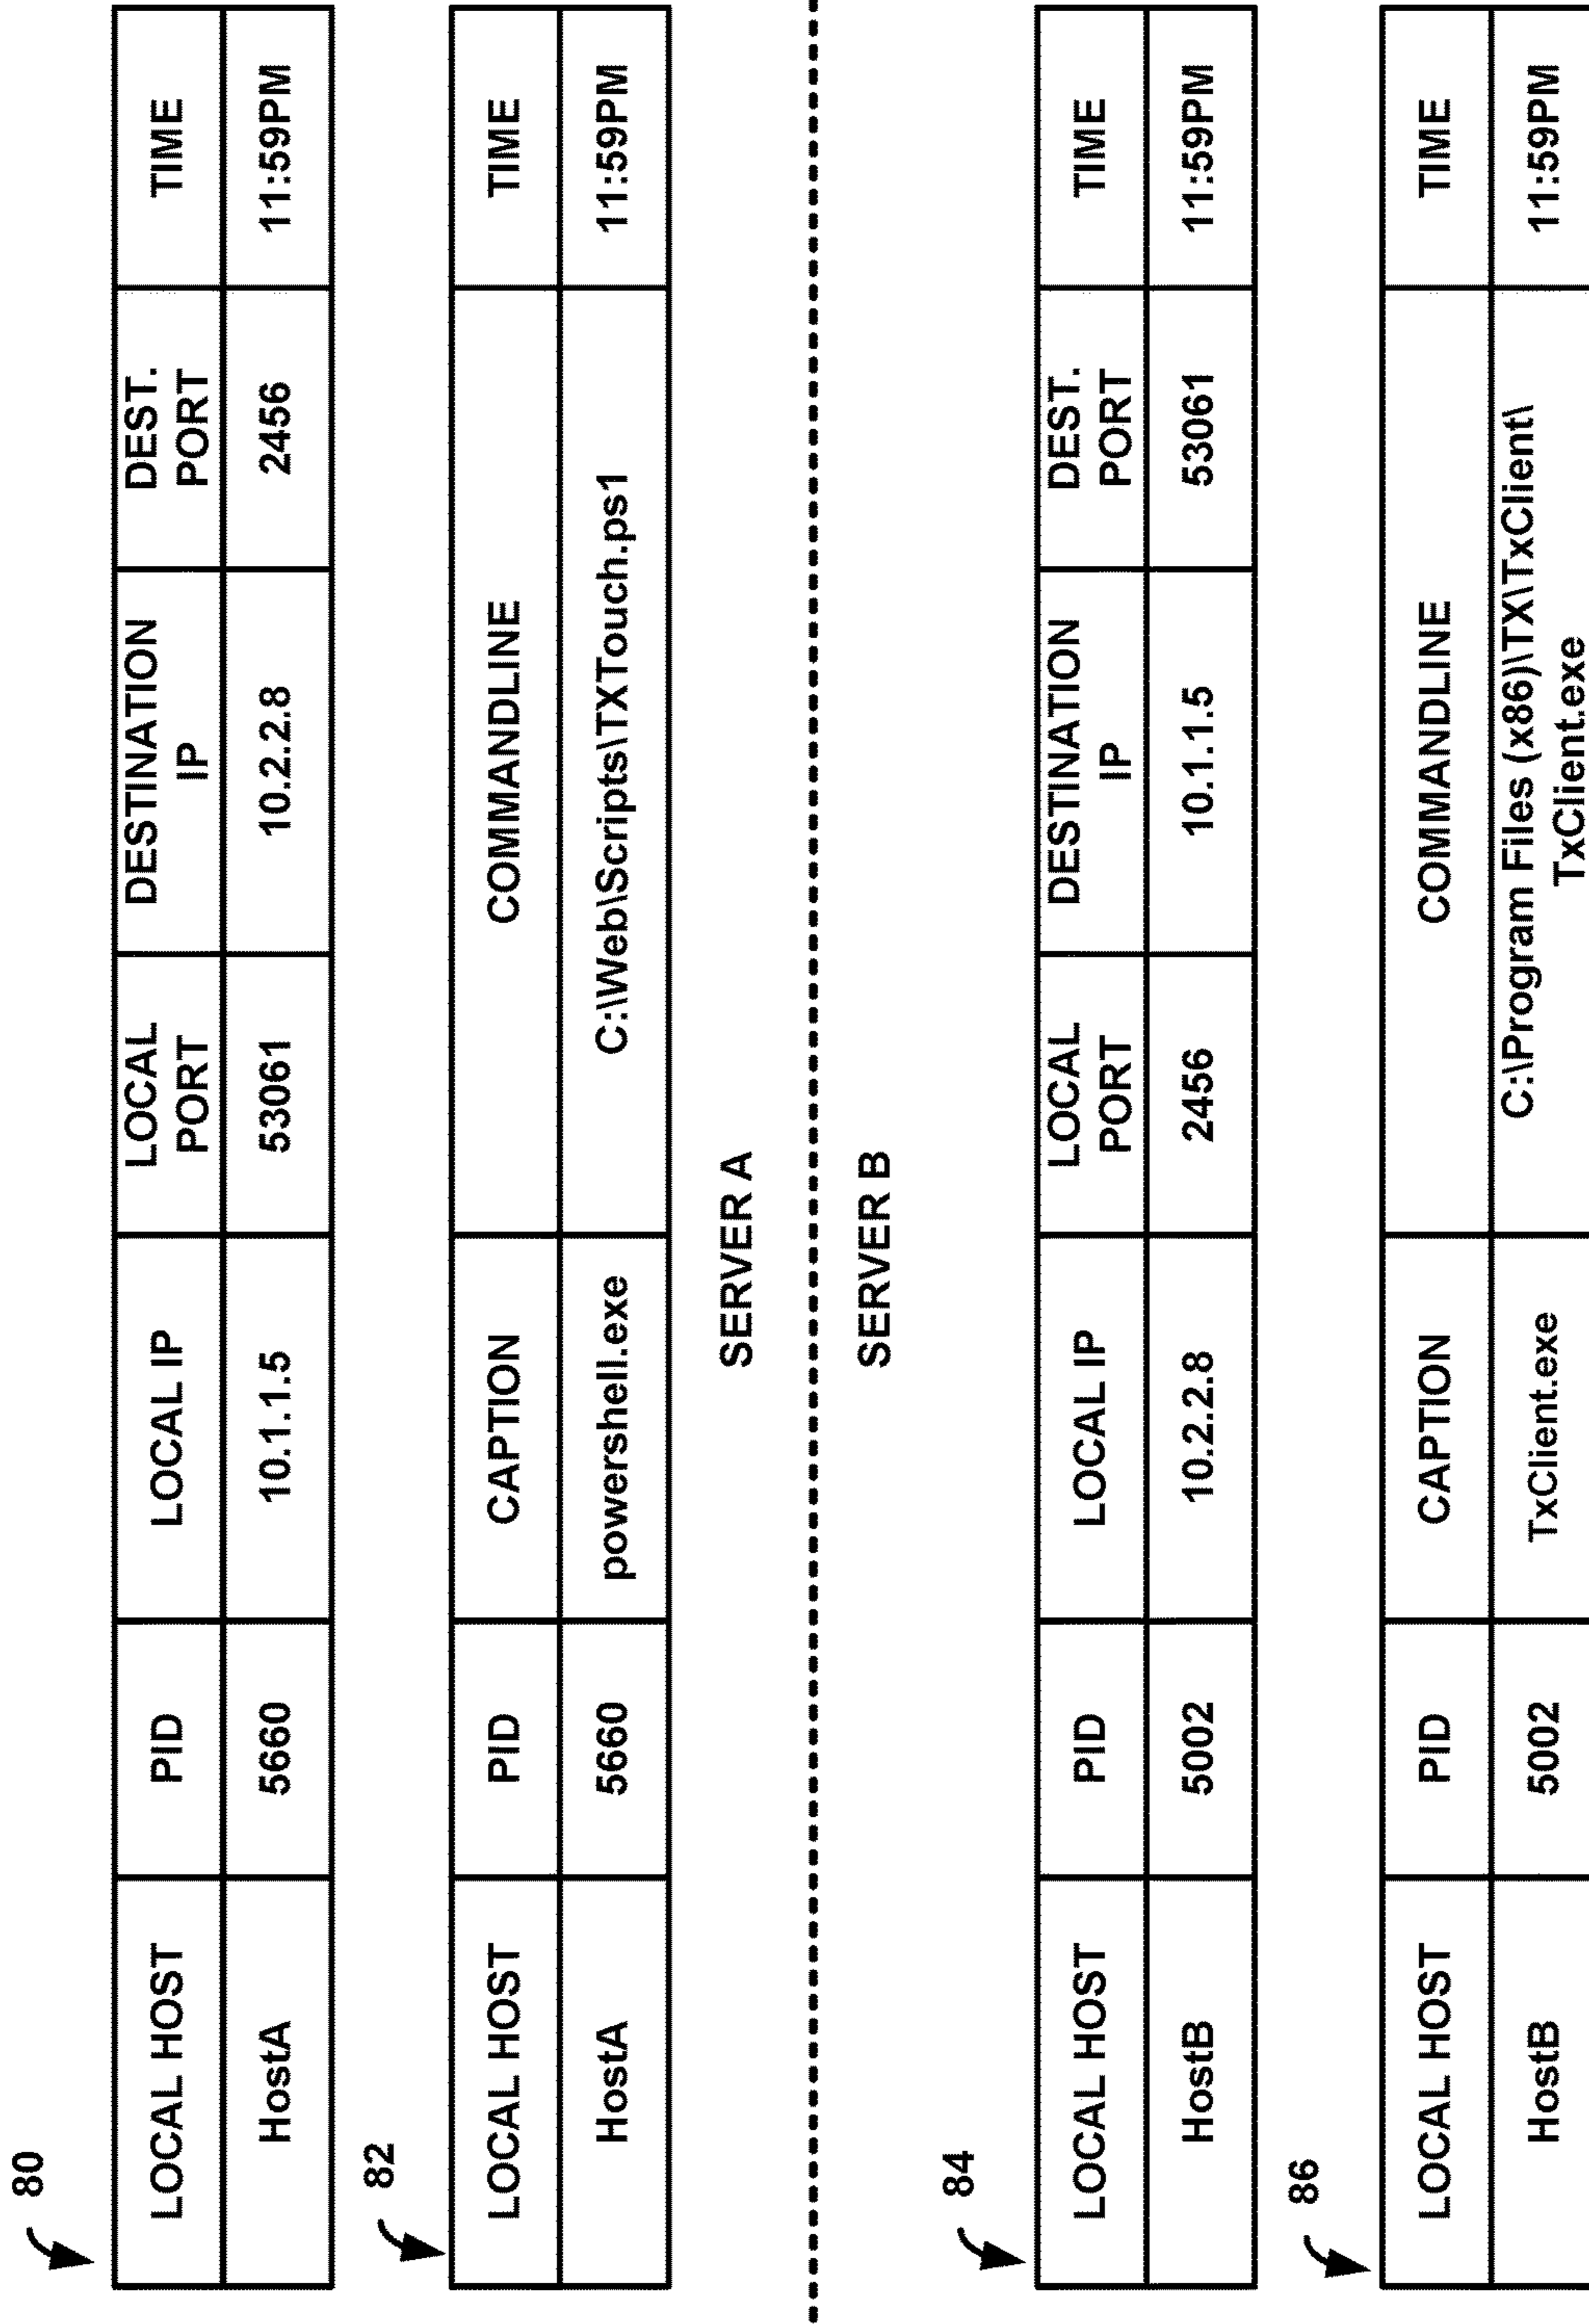 80
LOCAL HOST PID LOCAL IP LOCAL PORT DESTINATION IP DEST. PORT TIME
HostA 5660 10.1.1.5 53061 10.2.2.8 2456 11:59PM
82
LOCAL HOST PID CAPTION COMMANDLINE TIME
HostA 5660 powershell.exe C:\Web\Scripts\TXTouch.ps1 11:59PM
SERVER A
SERVER B
84
LOCAL HOST PID LOCAL IP LOCAL PORT DESTINATION IP DEST. PORT TIME
HostB 5002 10.2.2.8 2456 10.1.1.5 53061 11:59PM
86
LOCAL HOST PID CAPTION COMMANDLINE TIME
HostB 5002 TxClient.exe C:\Program Files (x86)\TX\TxClient\ 11:59PM
TxClient.exe